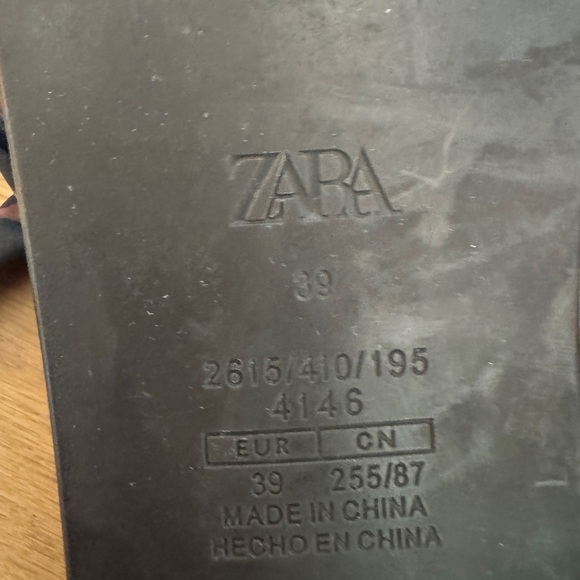 ZARA
39
2615/410/195
4146
EUR CN
39 255/87
MADE IN CHINA
HECHO EN CHINA